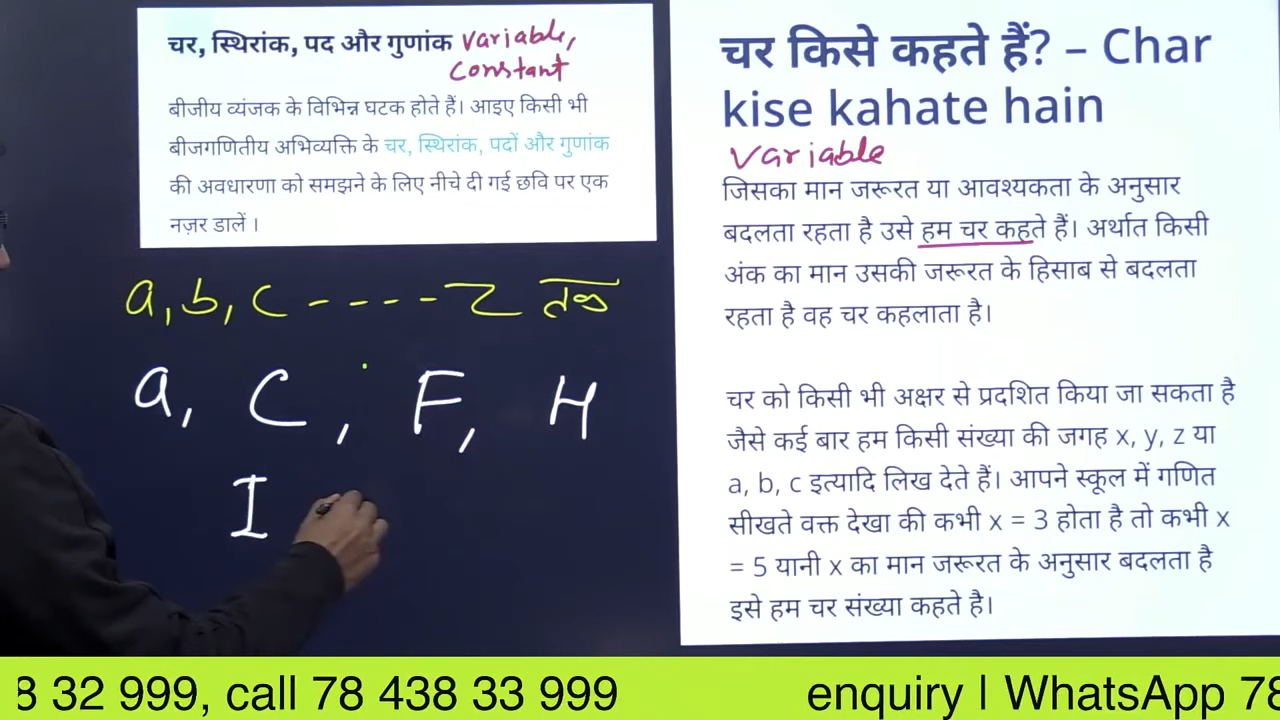 चर, स्थिरांक, पद और गुणांक variable,
constant
बीजीय व्यंजक के विभिन्न घटक होते हैं। आइए किसी भी
बीजगणितीय अभिव्यक्ति के चर, स्थिरांक, पदों और गुणांक
की अवधारणा को समझने के लिए नीचे दी गई छवि पर एक
नज़र डालें ।
a, b, c ----- z तक
a, C, F, H
I
चर किसे कहते हैं? – Char
kise kahate hain
variable
जिसका मान जरूरत या आवश्यकता के अनुसार
बदलता रहता है उसे हम चर कहते हैं। अर्थात किसी
अंक का मान उसकी जरूरत के हिसाब से बदलता
रहता है वह चर कहलाता है।
चर को किसी भी अक्षर से प्रदशित किया जा सकता है
जैसे कई बार हम किसी संख्या की जगह x, y, z या
a, b, c इत्यादि लिख देते हैं। आपने स्कूल में गणित
सीखते वक्त देखा की कभी x = 3 होता है तो कभी x
= 5 यानी x का मान जरूरत के अनुसार बदलता है
इसे हम चर संख्या कहते है।
8 32 999, call 78 438 33 999 enquiry | WhatsApp 78